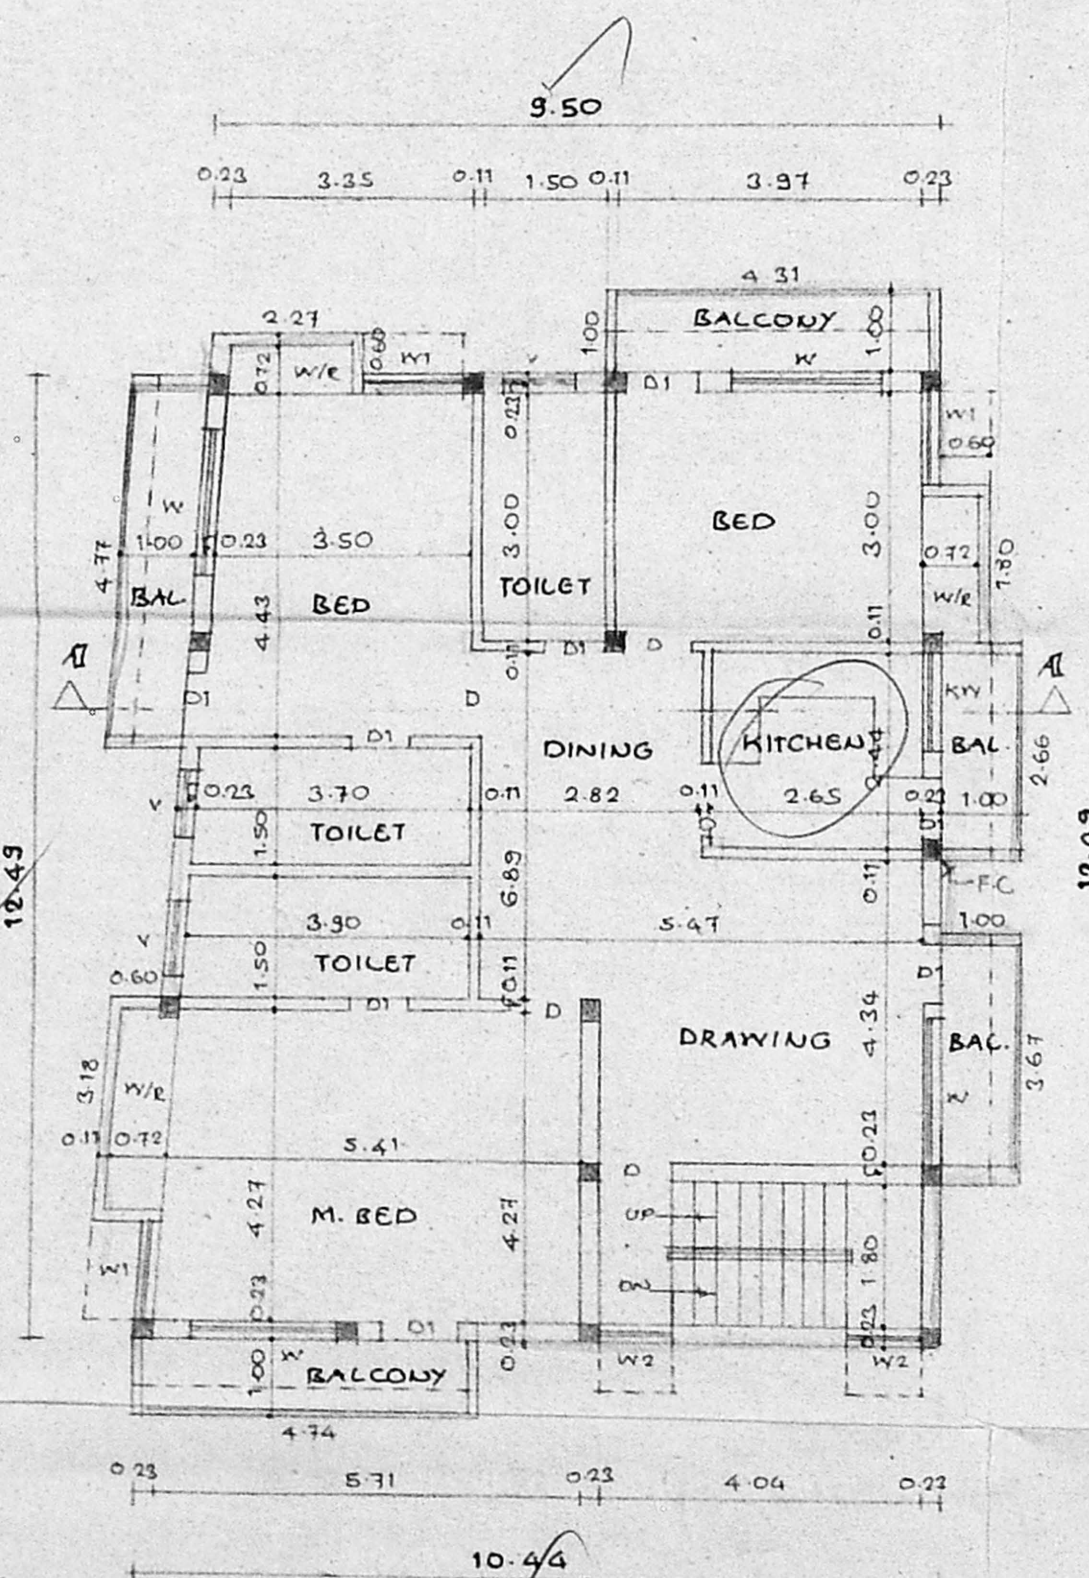 9.50
0.23 3.35 0.11 1.50 0.11 3.97 0.23
4.31
BALCONY
1.00
1.00
2.27
0.60
W1
0.72
W/R
V
W
D1
0.23
W1
0.60
W
1.00 0.23 3.50
4.77
BAL.
BED
4.43
3.00
TOILET
BED
3.00
0.72
1.80
W/R
0.11
0.11
D1
D
A
A
D1
D
D1
DINING
KITCHEN
KW
BAL.
2.66
V
0.23 3.70 0.11 2.82 0.11 2.65 0.23 1.00
TOILET
1.50
6.89
0.11
F.C
12.49
V
3.90 0.11 5.47
1.00
TOILET
1.50
0.60
0.11
D1
D
D1
DRAWING
4.34
BAL.
3.67
W
3.18
W/R
0.11 0.72
5.41
0.23
D
M. BED
4.27
4.27
UP
DN
1.80
W1
0.23
D1
0.23
0.23
W
W2
W2
1.00
BALCONY
4.74
0.23 5.71 0.23 4.04 0.23
10.44